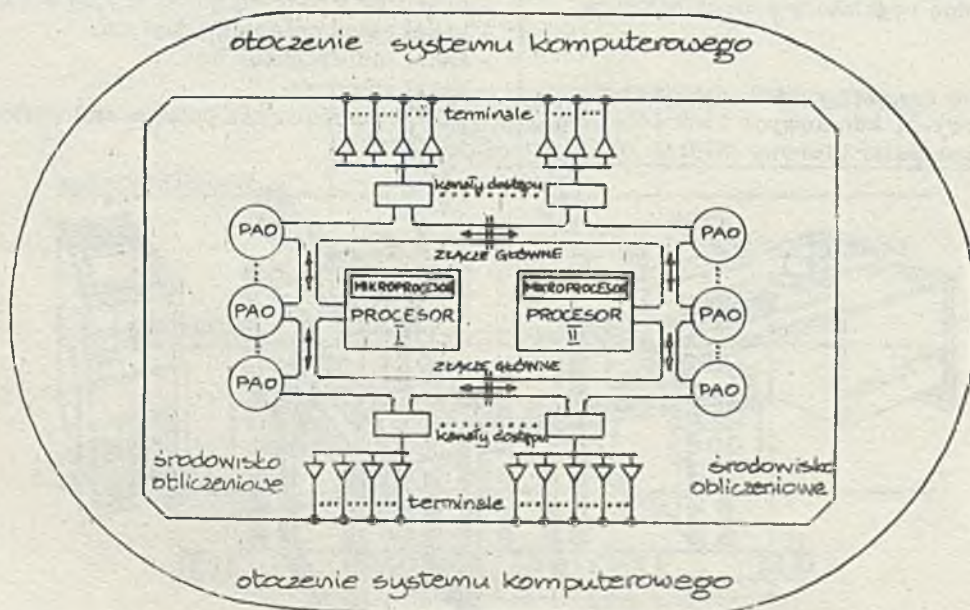 otoczenie systemu komputerowego
terminale
kanały dostępu
PAO
PAO
ZŁĄCZE GŁÓWNE
MIKROPROCESOR
MIKROPROCESOR
PAO
PROCESOR
I
PROCESOR
II
PAO
ZŁĄCZE GŁÓWNE
PAO
PAO
kanały dostępu
środowisko
obliczeniowe
środowisko
obliczeniowe
terminale
otoczenie systemu komputerowego